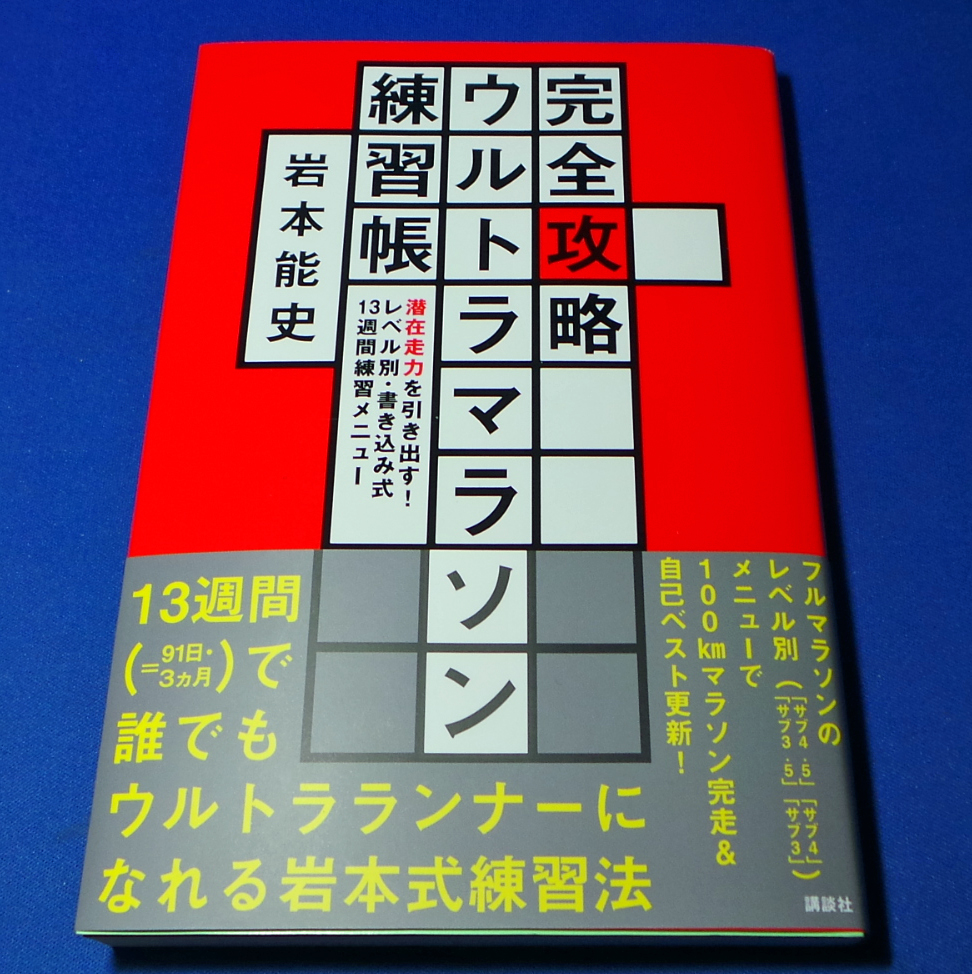 完全攻略
ウルトラマラソン
練習帳
潜在走力を引き出す!
レベル別・書き込み式
13週間練習メニュー
岩本能史
フルマラソンの
レベル別(「サブ4.5」「サブ4」
「サブ3.5」「サブ3」)
メニューで
100kmマラソン完走&
自己ベスト更新!
13週間
(=91日・
3ヵ月)で
誰でも
ウルトラランナーに
なれる岩本式練習法
講談社